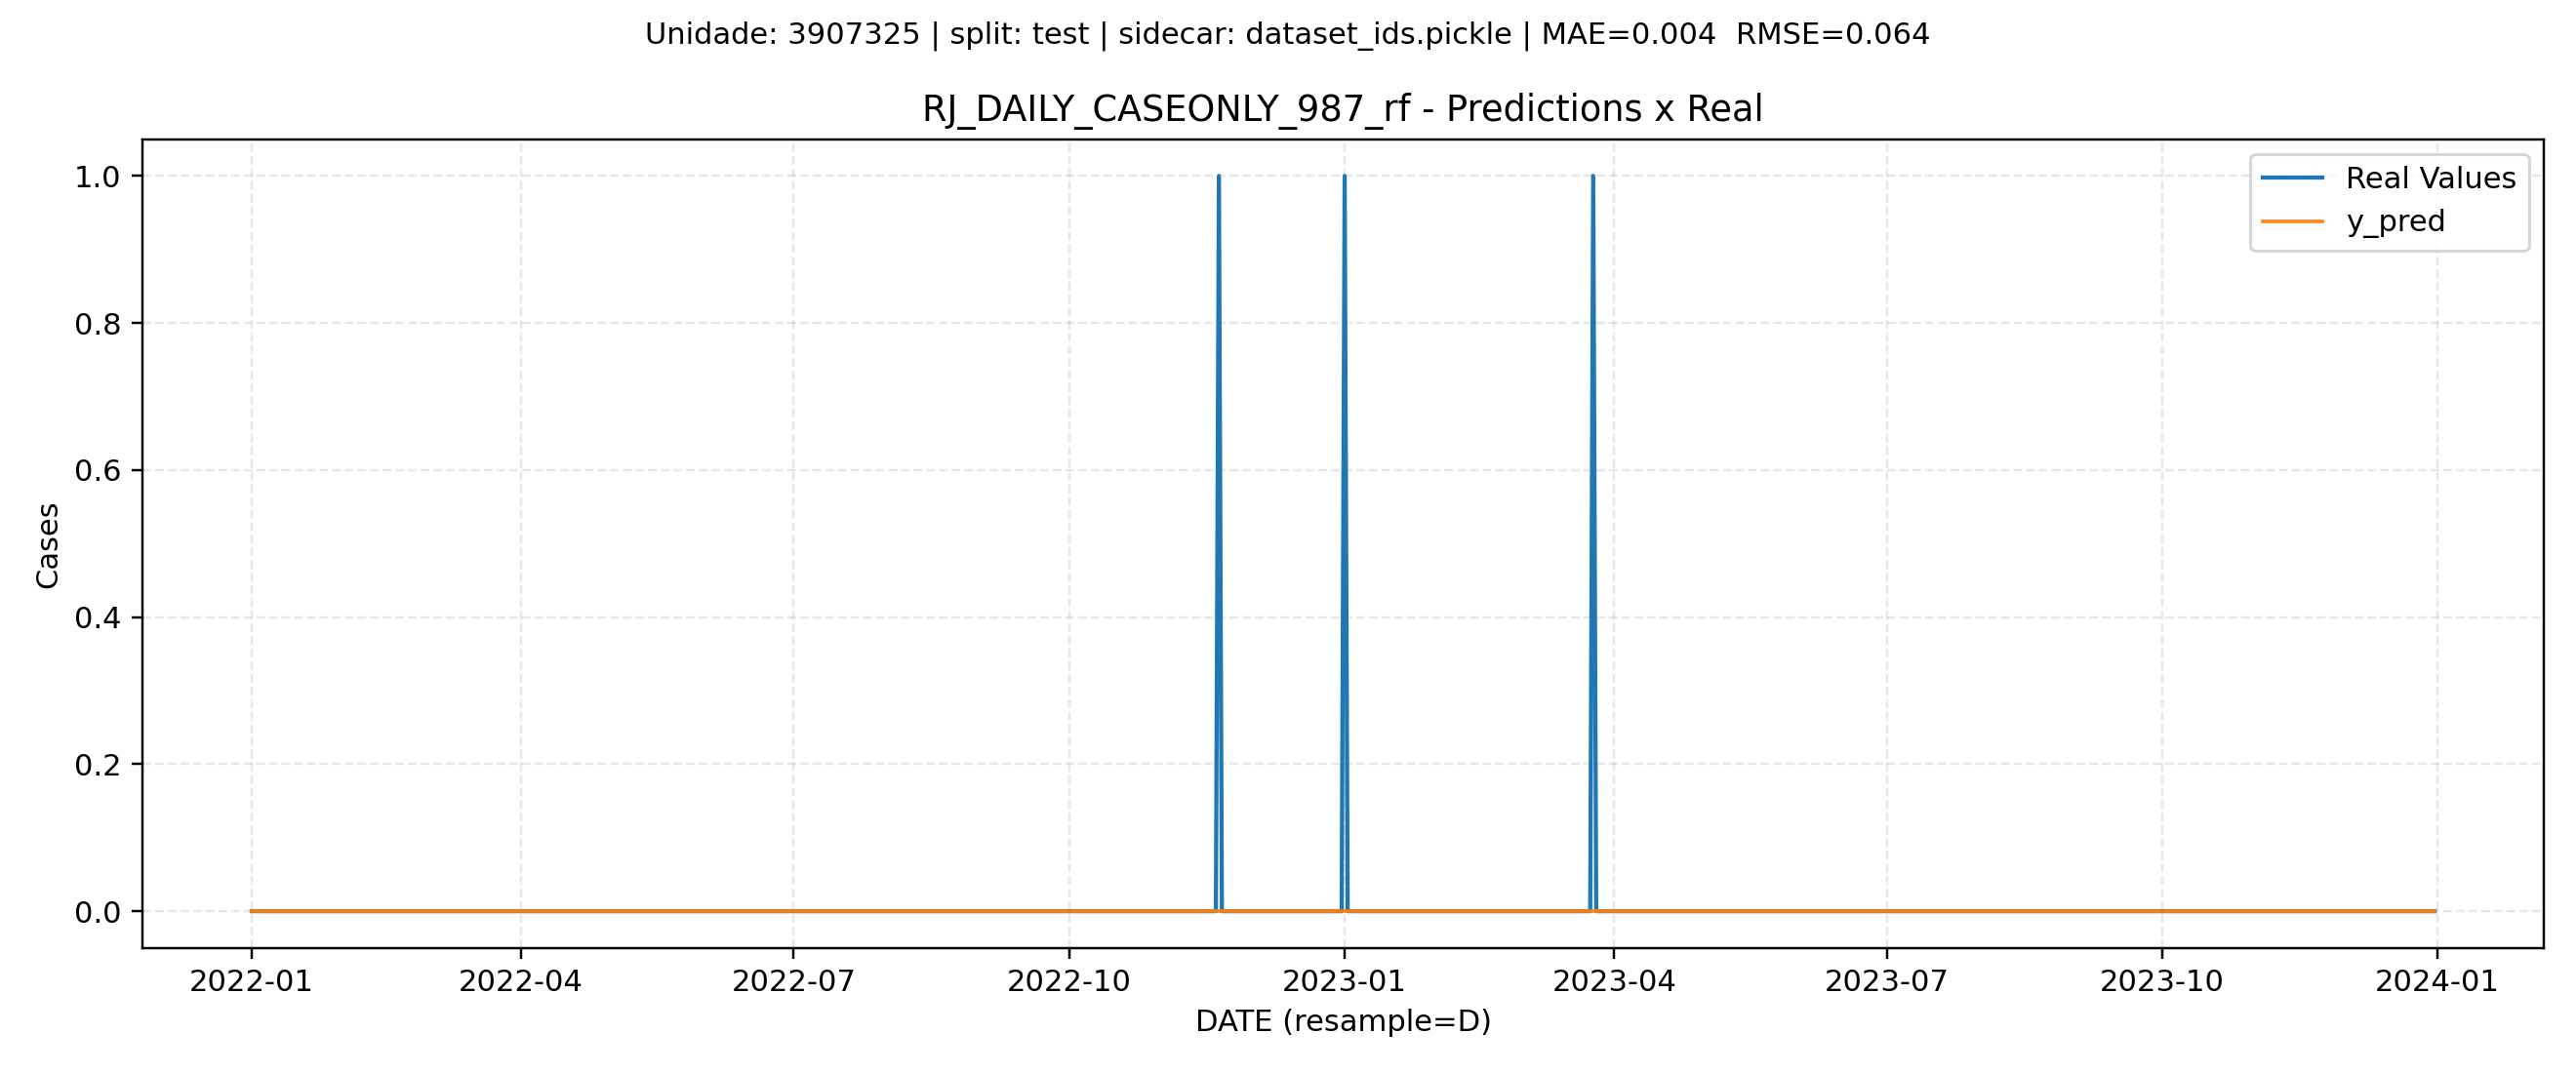 Unidade: 3907325 | split: test | sidecar: dataset_ids.pickle | MAE=0.004  RMSE=0.064
RJ_DAILY_CASEONLY_987_rf - Predictions x Real
Real Values
y_pred
Cases
1.0
0.8
0.6
0.4
0.2
0.0
2022-01 2022-04 2022-07 2022-10 2023-01 2023-04 2023-07 2023-10 2024-01
DATE (resample=D)